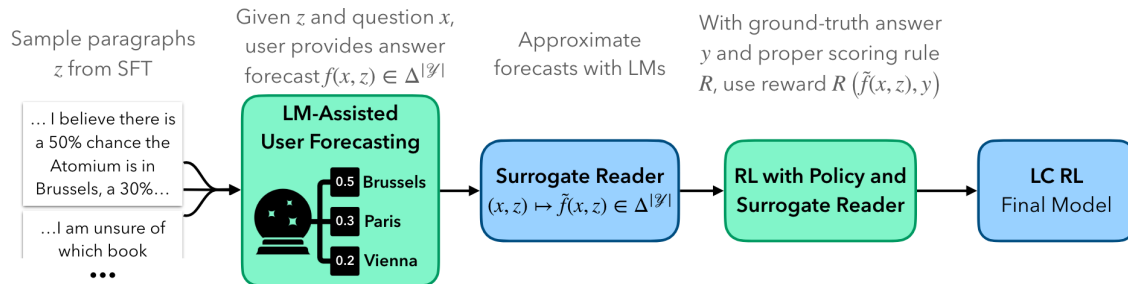 Sample paragraphs
z from SFT
Given z and question x,
user provides answer
forecast f(x, z) ∈ Δ^|𝒴|
Approximate
forecasts with LMs
With ground-truth answer
y and proper scoring rule
R, use reward R (f̃(x, z), y)
... I believe there is
a 50% chance the
Atomium is in
Brussels, a 30%...
...I am unsure of
which book
•••
LM-Assisted
User Forecasting
0.5 Brussels
0.3 Paris
0.2 Vienna
Surrogate Reader
(x, z) ↦ f̃(x, z) ∈ Δ^|𝒴|
RL with Policy and
Surrogate Reader
LC RL
Final Model